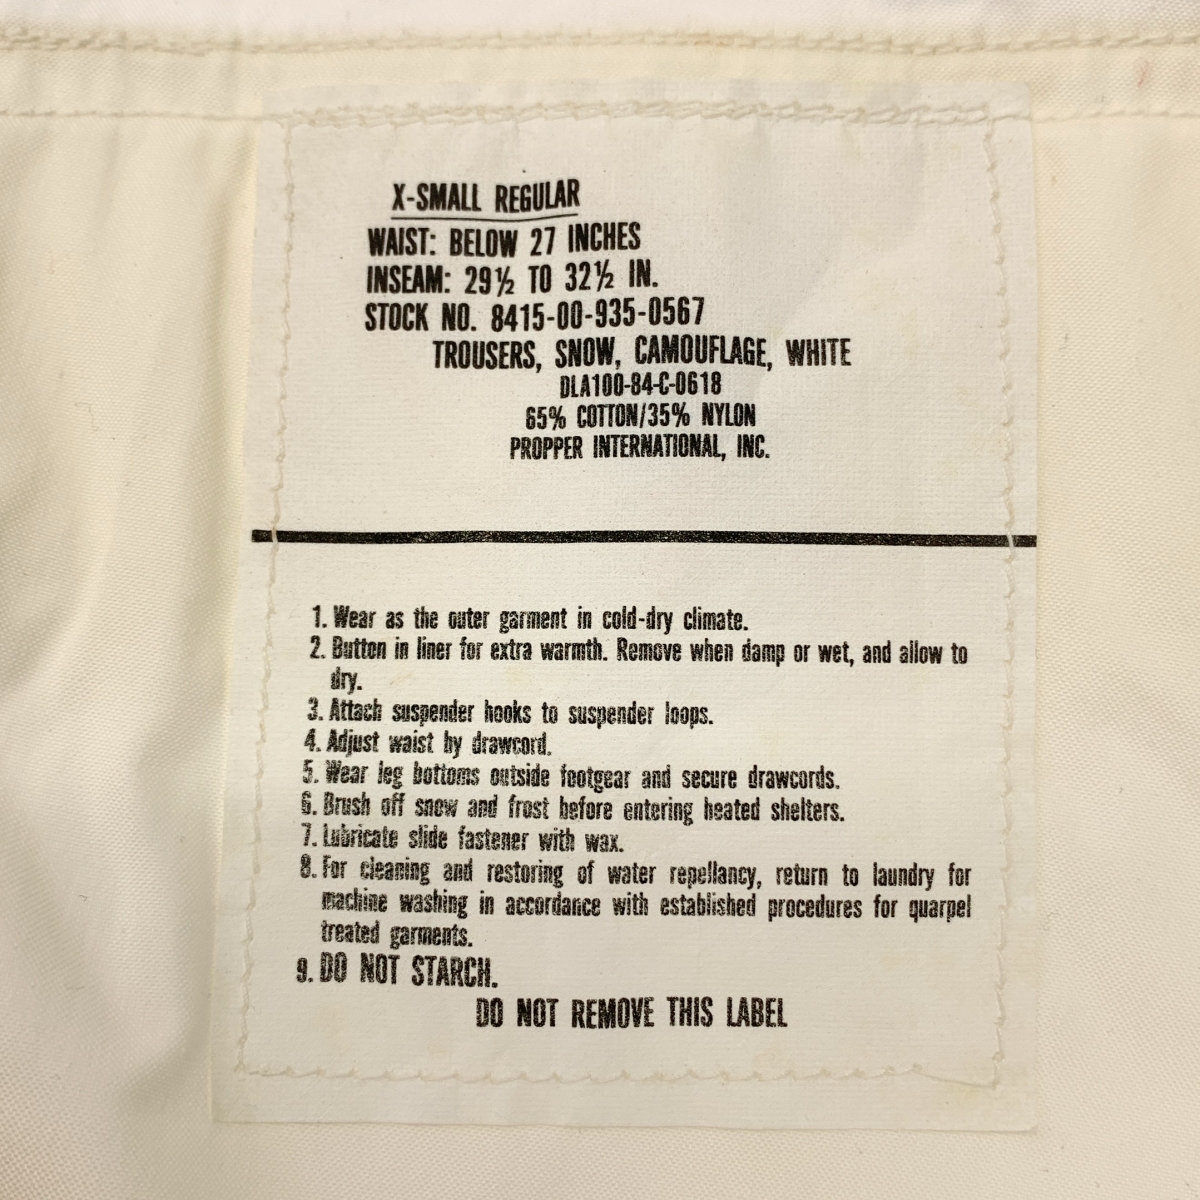 X-SMALL REGULAR
WAIST: BELOW 27 INCHES
INSEAM: 29½ TO 32½ IN.
STOCK NO. 8415-00-935-0567
TROUSERS, SNOW, CAMOUFLAGE, WHITE
DLA100-84-C-0618
65% COTTON/35% NYLON
PROPPER INTERNATIONAL, INC.
1. Wear as the outer garment in cold-dry climate.
2. Button in liner for extra warmth. Remove when damp or wet, and allow to
dry.
3. Attach suspender hooks to suspender loops.
4. Adjust waist by drawcord.
5. Wear leg bottoms outside footgear and secure drawcords.
6. Brush off snow and frost before entering heated shelters.
7. Lubricate slide fastener with wax.
8. For cleaning and restoring of water repellancy, return to laundry for
machine washing in accordance with established procedures for quarpel
treated garments.
9. DO NOT STARCH.
DO NOT REMOVE THIS LABEL